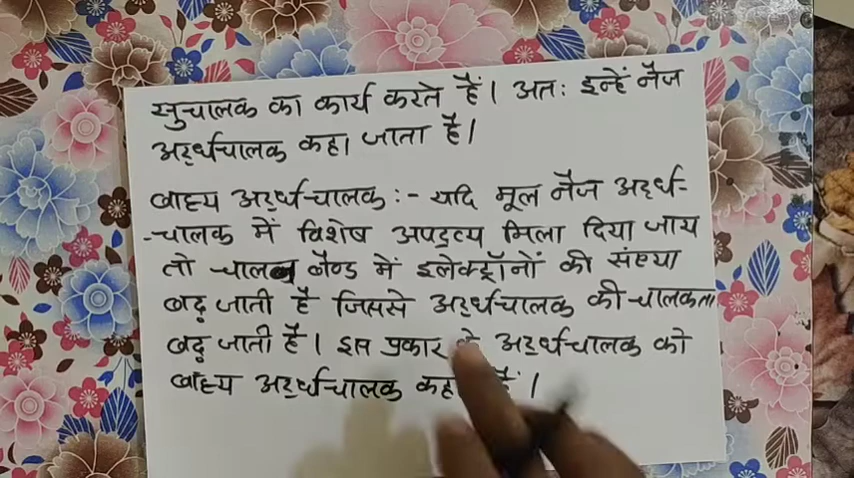 सुचालक का कार्य करते हैं। अतः इन्हें नैज
अर्द्धचालक कहा जाता है।
बाह्य अर्द्धचालक :- यदि मूल नैज अर्द्ध-
-चालक में विशेष अपद्रव्य मिला दिया जाय
तो चालन बैण्ड में इलेक्ट्रॉनों की संख्या
बढ़ जाती है जिससे अर्द्धचालक की चालकता
बढ़ जाती है। इस प्रकार के अर्द्धचालक को
बाह्य अर्द्धचालक हैं।